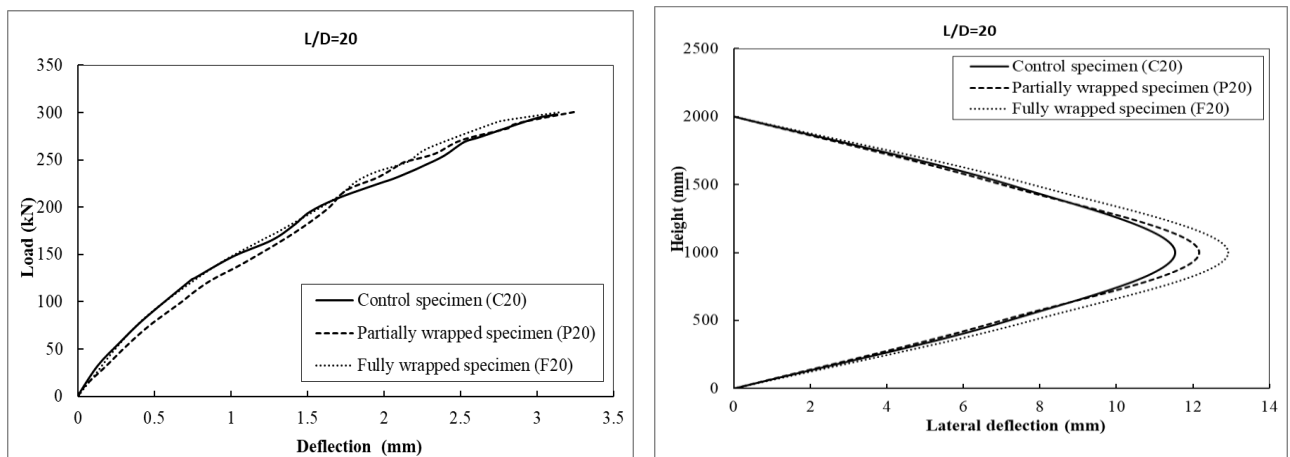 L/D=20
350
300
250
200
150
100
50
0
Load (kN)
Control specimen (C20)
Partially wrapped specimen (P20)
Fully wrapped specimen (F20)
0 0.5 1 1.5 2 2.5 3 3.5
Deflection (mm)
L/D=20
2500
2000
1500
1000
500
0
Height (mm)
Control specimen (C20)
Partially wrapped specimen (P20)
Fully wrapped specimen (F20)
0 2 4 6 8 10 12 14
Lateral deflection (mm)